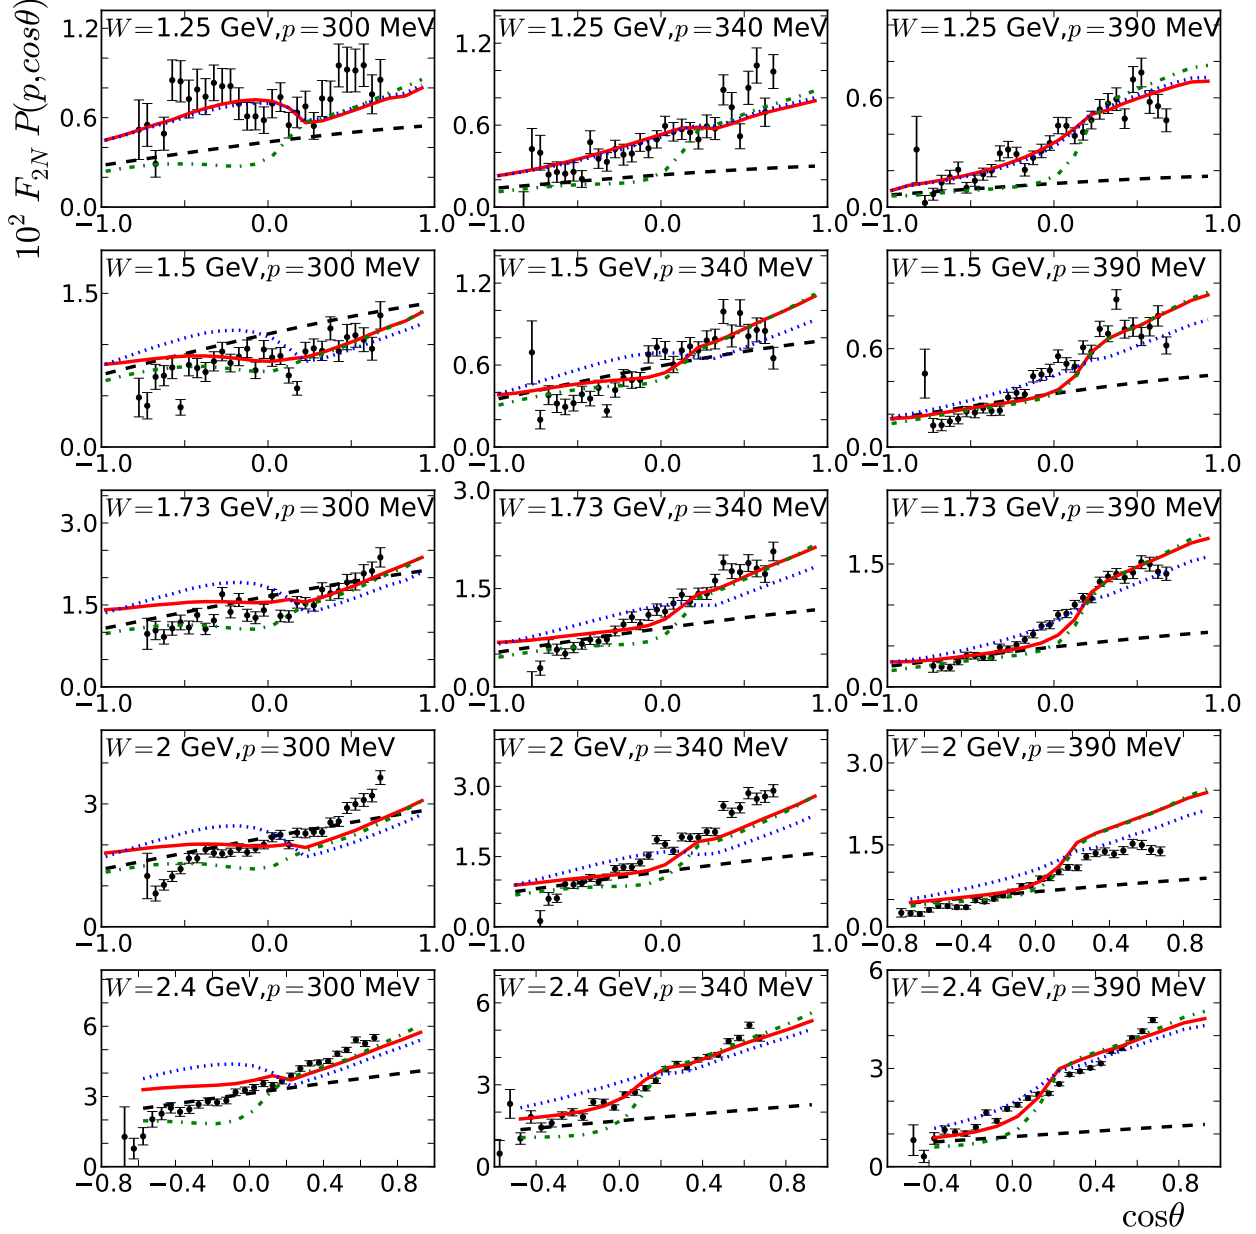 10² F₂N P(p,cosθ)
W=1.25 GeV,p=300 MeV
1.2
0.6
0.0
−1.0 0.0 1.0
W=1.25 GeV,p=340 MeV
1.2
0.6
0.0
−1.0 0.0 1.0
W=1.25 GeV,p=390 MeV
0.6
0.0
−1.0 0.0 1.0
W=1.5 GeV,p=300 MeV
1.5
0.0
−1.0 0.0 1.0
W=1.5 GeV,p=340 MeV
1.2
0.6
0.0
−1.0 0.0 1.0
W=1.5 GeV,p=390 MeV
0.6
0.0
−1.0 0.0 1.0
W=1.73 GeV,p=300 MeV
3.0
1.5
0.0
−1.0 0.0 1.0
W=1.73 GeV,p=340 MeV
3.0
1.5
0.0
−1.0 0.0 1.0
W=1.73 GeV,p=390 MeV
1.5
0.0
−1.0 0.0 1.0
W=2 GeV,p=300 MeV
3
0
−1.0 0.0 1.0
W=2 GeV,p=340 MeV
3.0
1.5
0.0
−1.0 0.0 1.0
W=2 GeV,p=390 MeV
3.0
1.5
0.0
−0.8 −0.4 0.0 0.4 0.8
W=2.4 GeV,p=300 MeV
6
3
0
−0.8 −0.4 0.0 0.4 0.8
W=2.4 GeV,p=340 MeV
6
4
2
0
−0.4 0.0 0.4 0.8
W=2.4 GeV,p=390 MeV
6
3
0
−0.4 0.0 0.4 0.8
cosθ